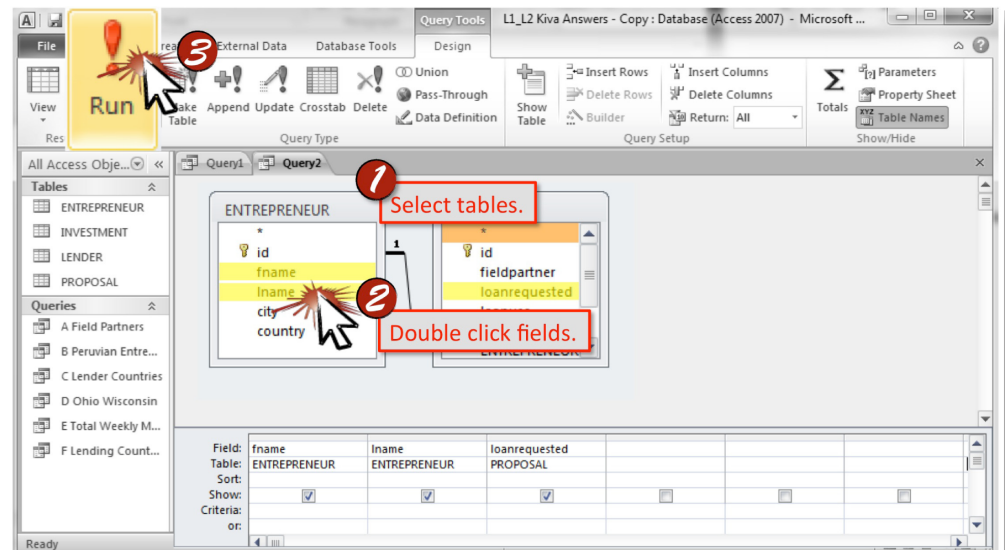 Query Tools
L1_L2 Kiva Answers - Copy : Database (Access 2007) - Microsoft ...
File
External Data
Database Tools
Design
3
Run
View
Table
Append
Update
Crosstab
Delete
Union
Pass-Through
Data Definition
Query Type
Show
Table
Insert Rows
Delete Rows
Builder
Insert Columns
Delete Columns
Return: All
Query Setup
Σ
Totals
Parameters
Property Sheet
XYZ Table Names
Show/Hide
All Access Obje...
Query1
Query2
Tables
ENTREPRENEUR
INVESTMENT
LENDER
PROPOSAL
Queries
A Field Partners
B Peruvian Entre...
C Lender Countries
D Ohio Wisconsin
E Total Weekly M...
F Lending Count...
1
Select tables.
ENTREPRENEUR
*
id
fname
lname
city
country
1
*
id
fieldpartner
loanrequested
ENTREPRENEUR
2
Double click fields.
Field: fname lname loanrequested
Table: ENTREPRENEUR ENTREPRENEUR PROPOSAL
Sort:
Show:
Criteria:
or:
Ready